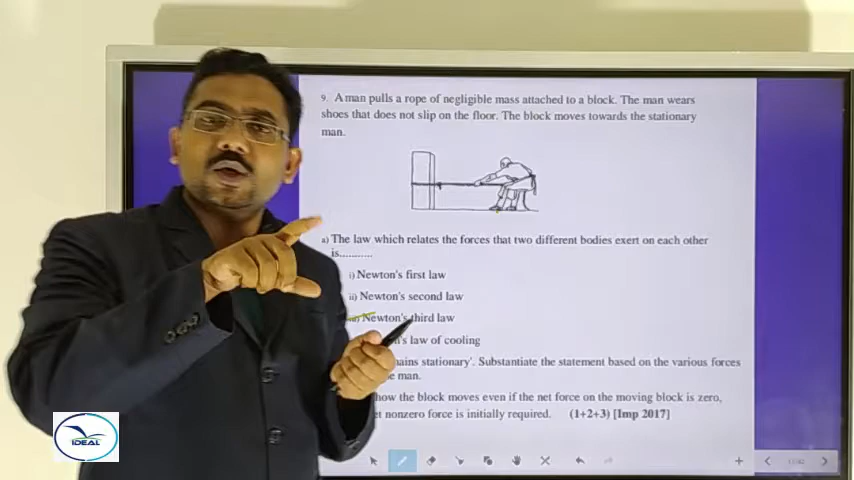 9. A man pulls a rope of negligible mass attached to a block. The man wears
shoes that does not slip on the floor. The block moves towards the stationary
man.
a) The law which relates the forces that two different bodies exert on each other
is...........
i) Newton's first law
ii) Newton's second law
iii) Newton's third law
n's law of cooling
nains stationary'. Substantiate the statement based on the various forces
e man.
how the block moves even if the net force on the moving block is zero,
et nonzero force is initially required. (1+2+3) [Imp 2017]
IDEAL